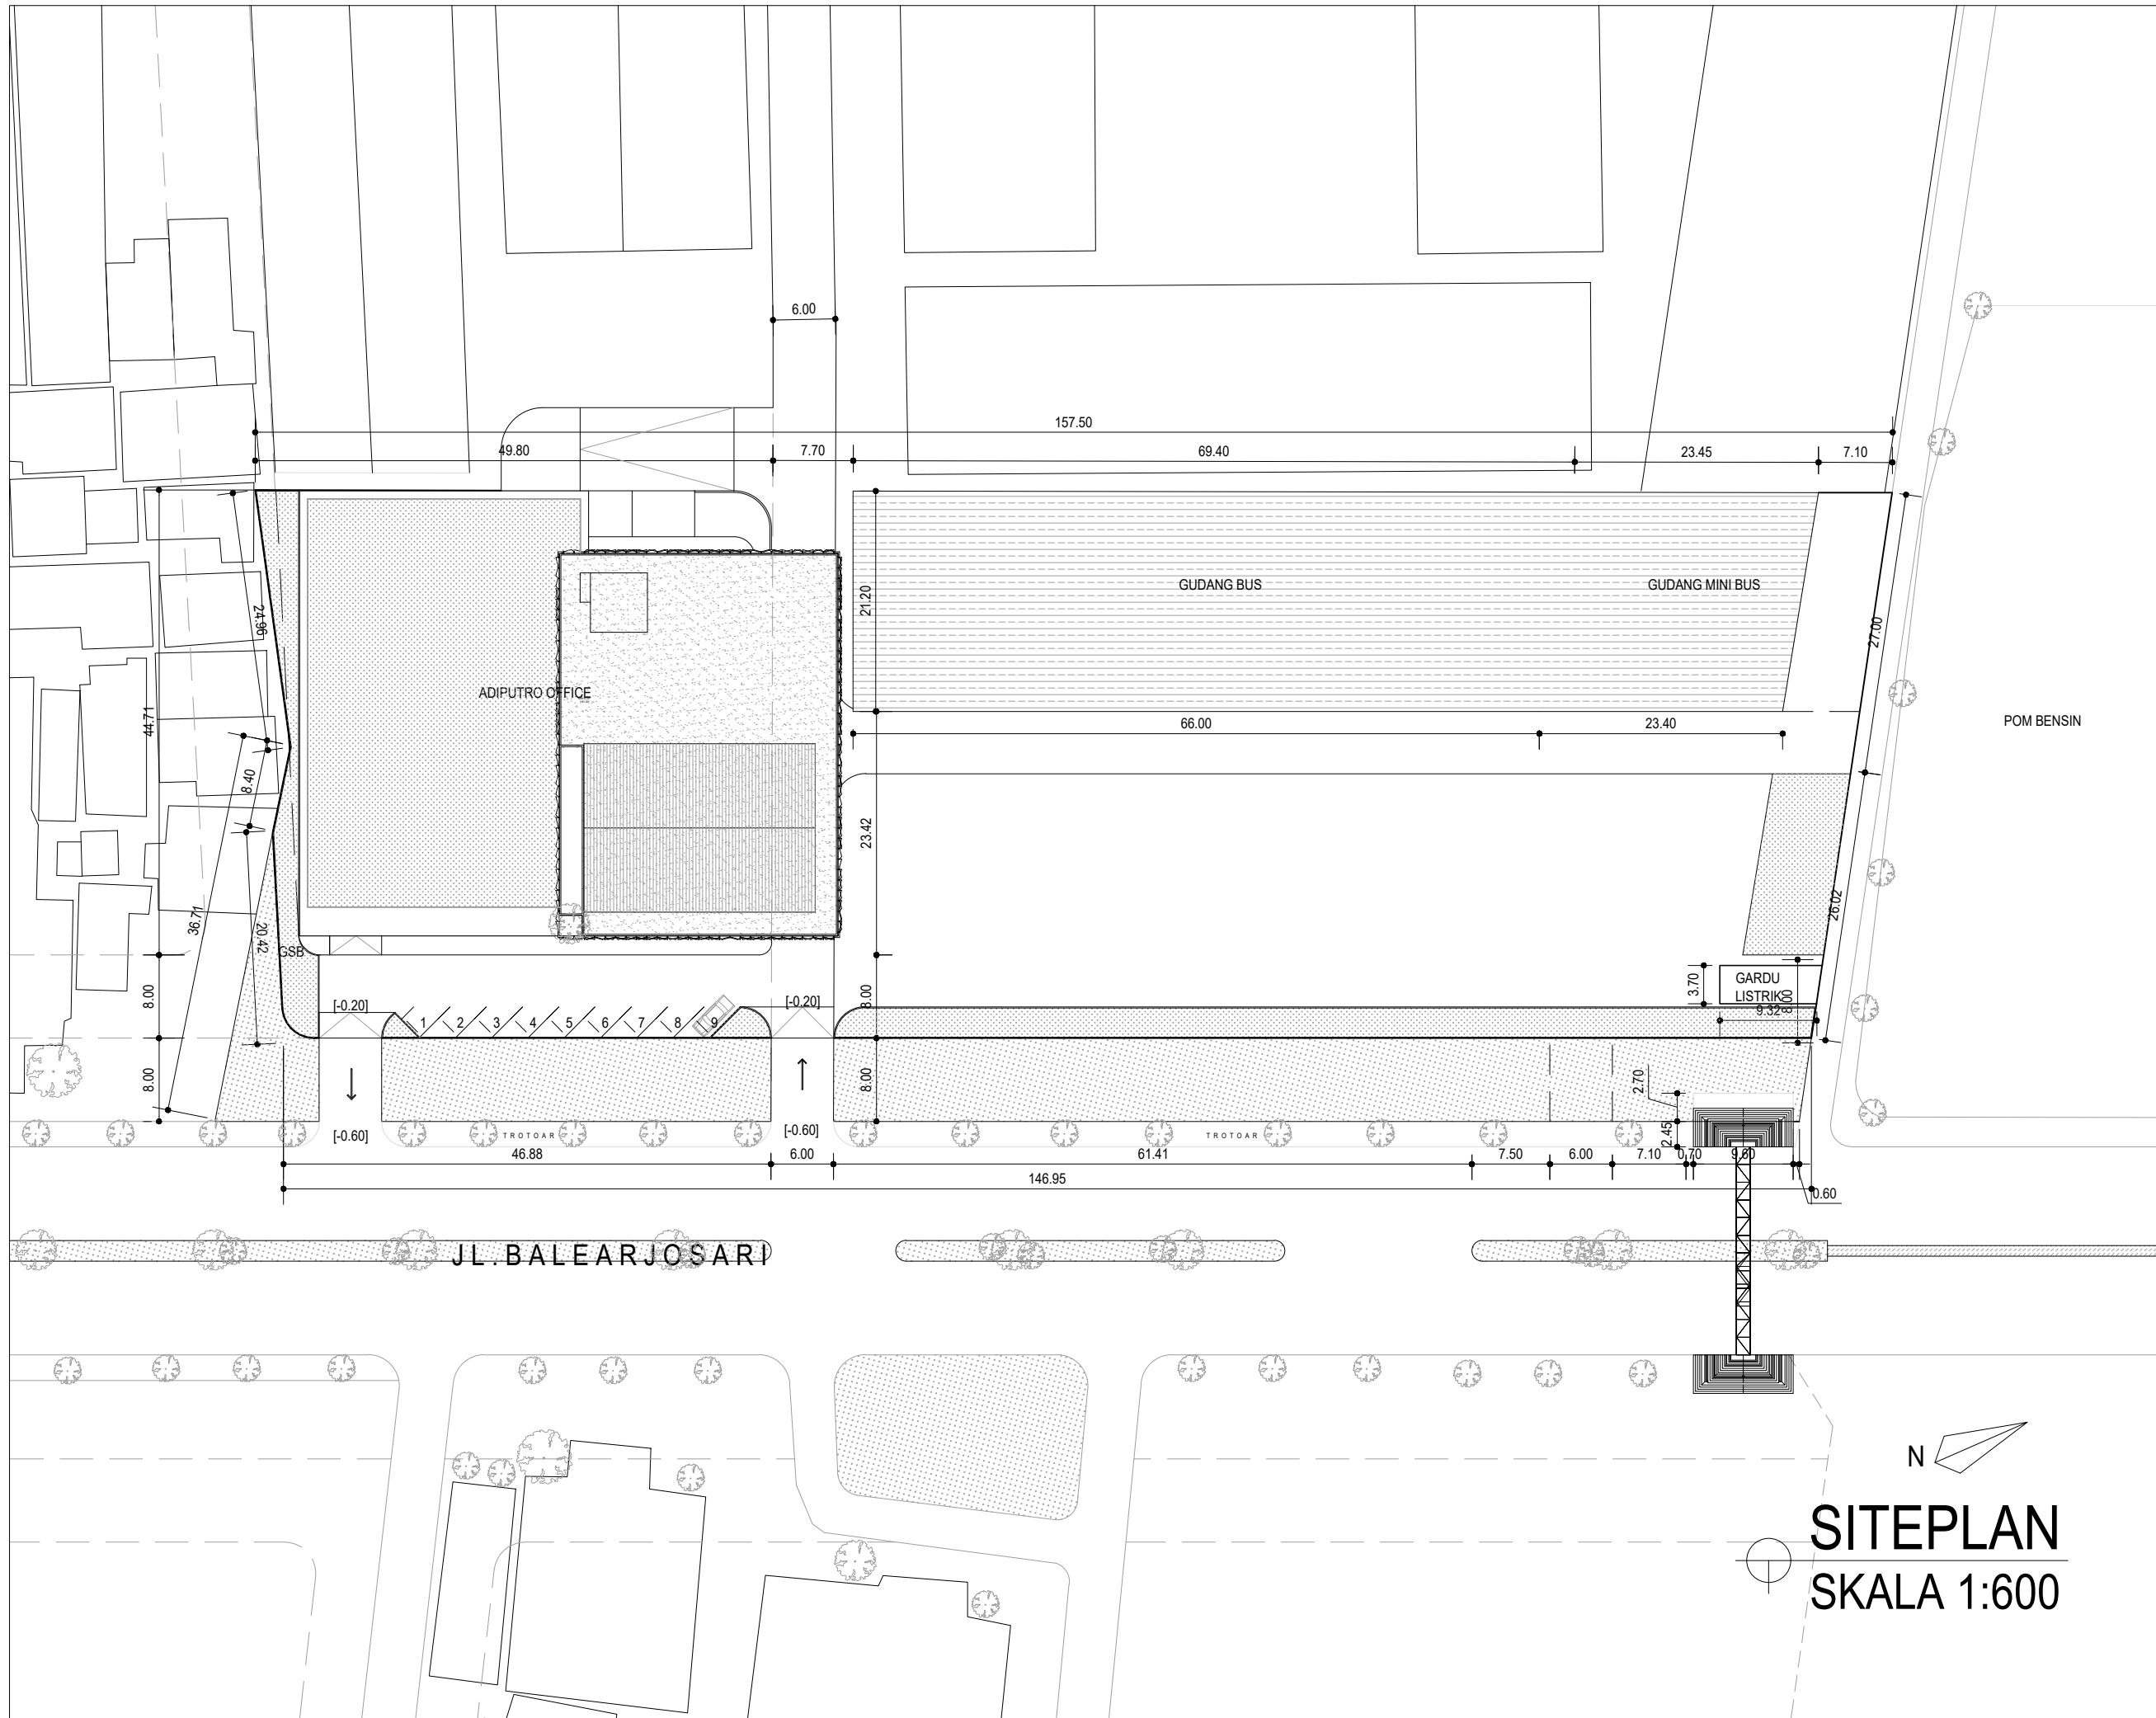 6.00
157.50
49.80
7.70
69.40
23.45
7.10
24.96
21.20
GUDANG BUS
GUDANG MINI BUS
27.00
44.71
ADIPUTRO OFFICE
POM BENSIN
66.00
23.40
8.40
23.42
36.71
20.42
GSB
26.02
8.00
[-0.20]
[-0.20]
8.00
3.70
GARDU
LISTRIK
8.00
9.32
1 2 3 4 5 6 7 8 9
8.00
8.00
2.70
[-0.60]
TROTOAR
[-0.60]
TROTOAR
2.45
46.88
6.00
61.41
7.50
6.00
7.10
0.70
9.60
146.95
0.60
JL.BALEARJOSARI
N
SITEPLAN
SKALA 1:600